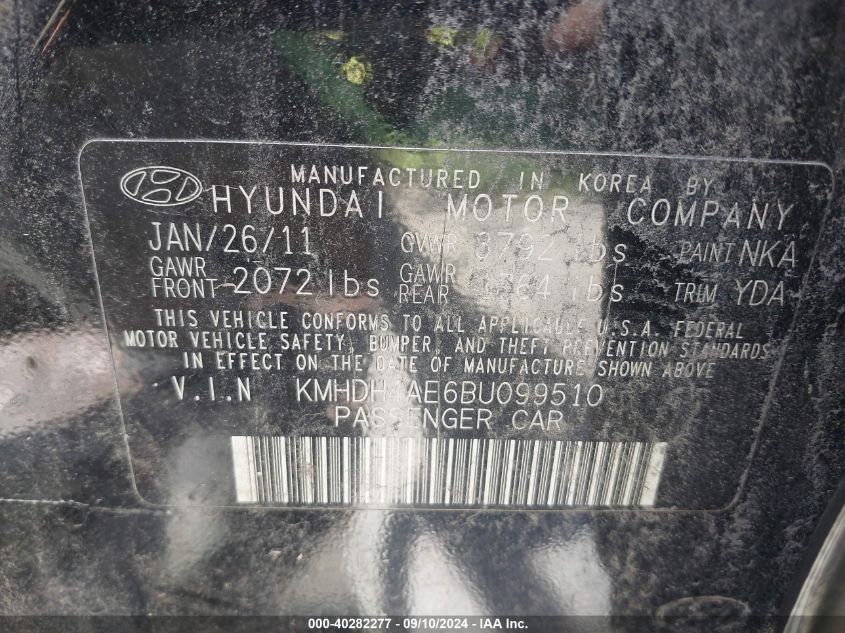 MANUFACTURED IN KOREA BY
HYUNDAI MOTOR COMPANY
JAN/26/11 GVWR 3792 lbs PAINT NKA
GAWR FRONT 2072 lbs GAWR REAR lbs TRIM YDA
THIS VEHICLE CONFORMS TO ALL APPLICABLE U.S.A. FEDERAL
MOTOR VEHICLE SAFETY, BUMPER, AND THEFT PREVENTION STANDARDS
IN EFFECT ON THE DATE OF MANUFACTURE SHOWN ABOVE
V.I.N KMHDH4AE6BU099510
PASSENGER CAR
000-40282277 - 09/10/2024 - IAA Inc.